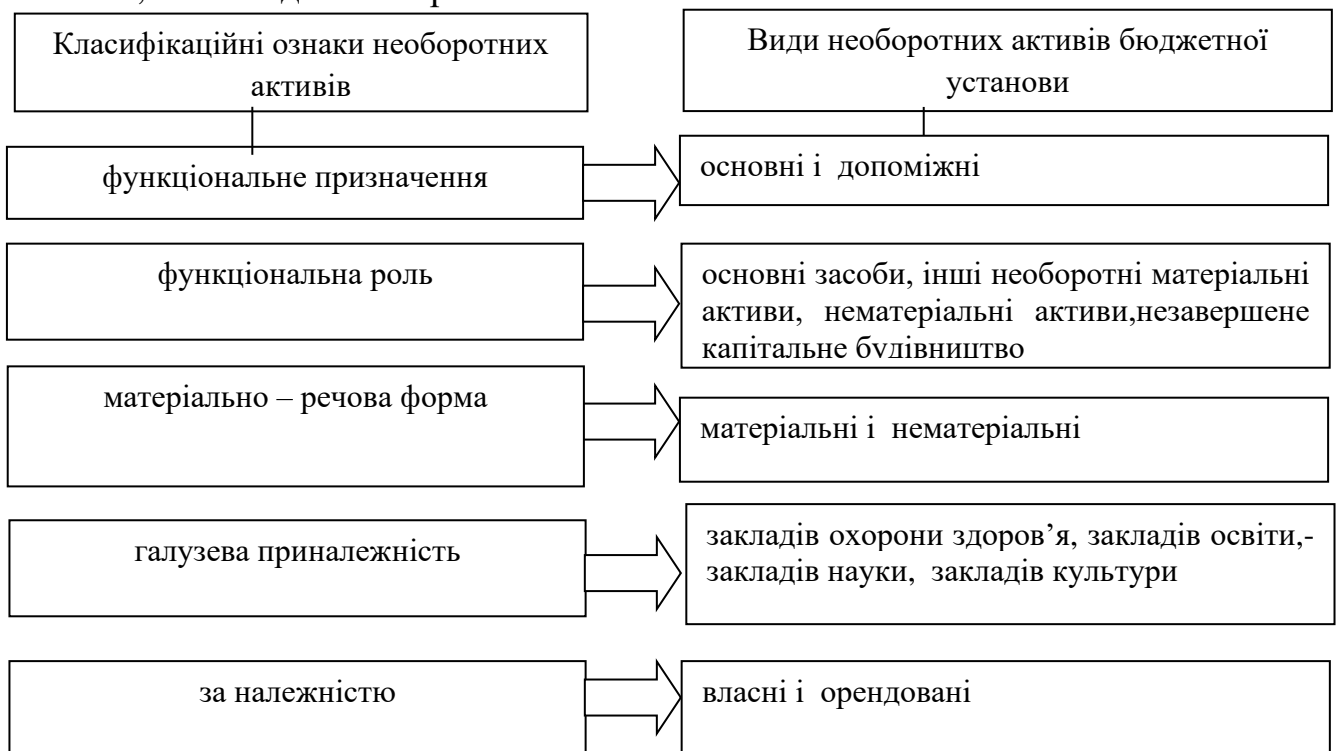 Класифікаційні ознаки необоротних
активів
Види необоротних активів бюджетної
установи
функціональне призначення
основні і допоміжні
функціональна роль
основні засоби, інші необоротні матеріальні
активи, нематеріальні активи,незавершене
капітальне будівництво
матеріально – речова форма
матеріальні і нематеріальні
галузева приналежність
закладів охорони здоров’я, закладів освіти,-
закладів науки, закладів культури
за належністю
власні і орендовані